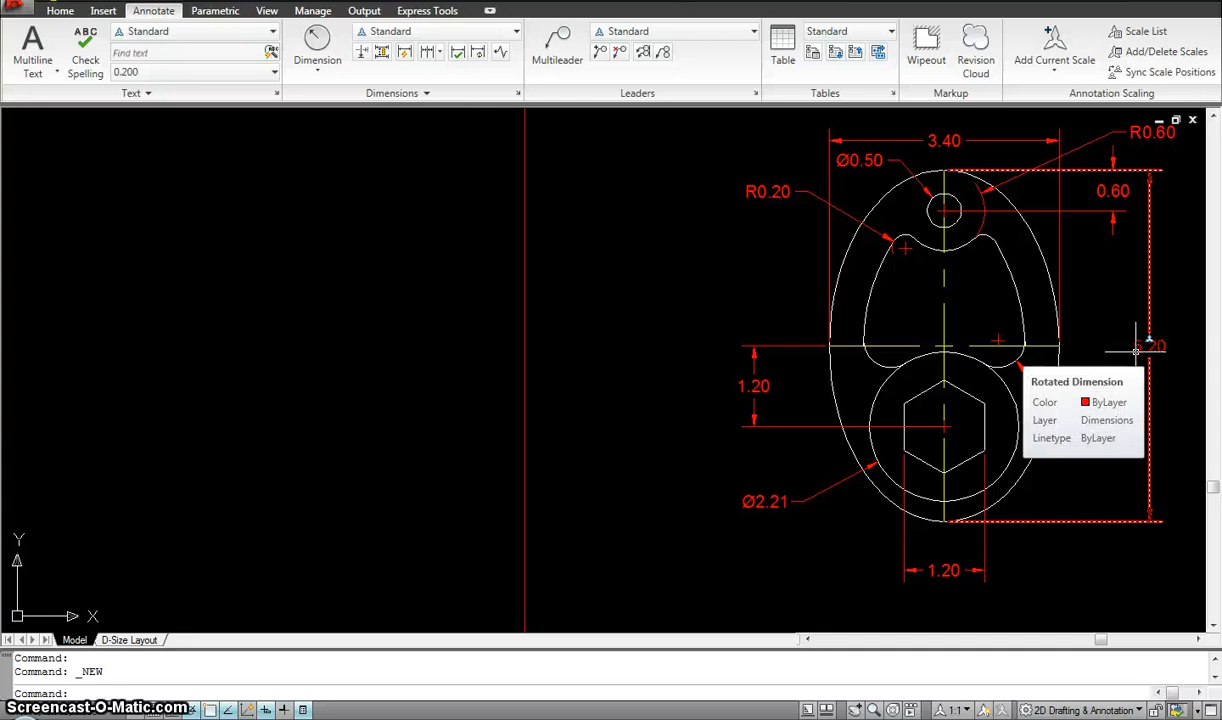 Home Insert Annotate Parametric View Manage Output Express Tools
Multiline Text
ABC Check Spelling
Standard
Find text
0.200
Text
Dimension
Standard
Dimensions
Multileader
Standard
Leaders
Table
Standard
Tables
Wipeout
Revision Cloud
Markup
Add Current Scale
Scale List
Add/Delete Scales
Sync Scale Positions
Annotation Scaling
3.40
R0.60
Ø0.50
R0.20
0.60
1.20
Ø2.21
1.20
Rotated Dimension
Color ByLayer
Layer Dimensions
Linetype ByLayer
Y
X
Model D-Size Layout
Command:
Command: _NEW
Command:
Screencast-O-Matic.com
1:1 2D Drafting & Annotation